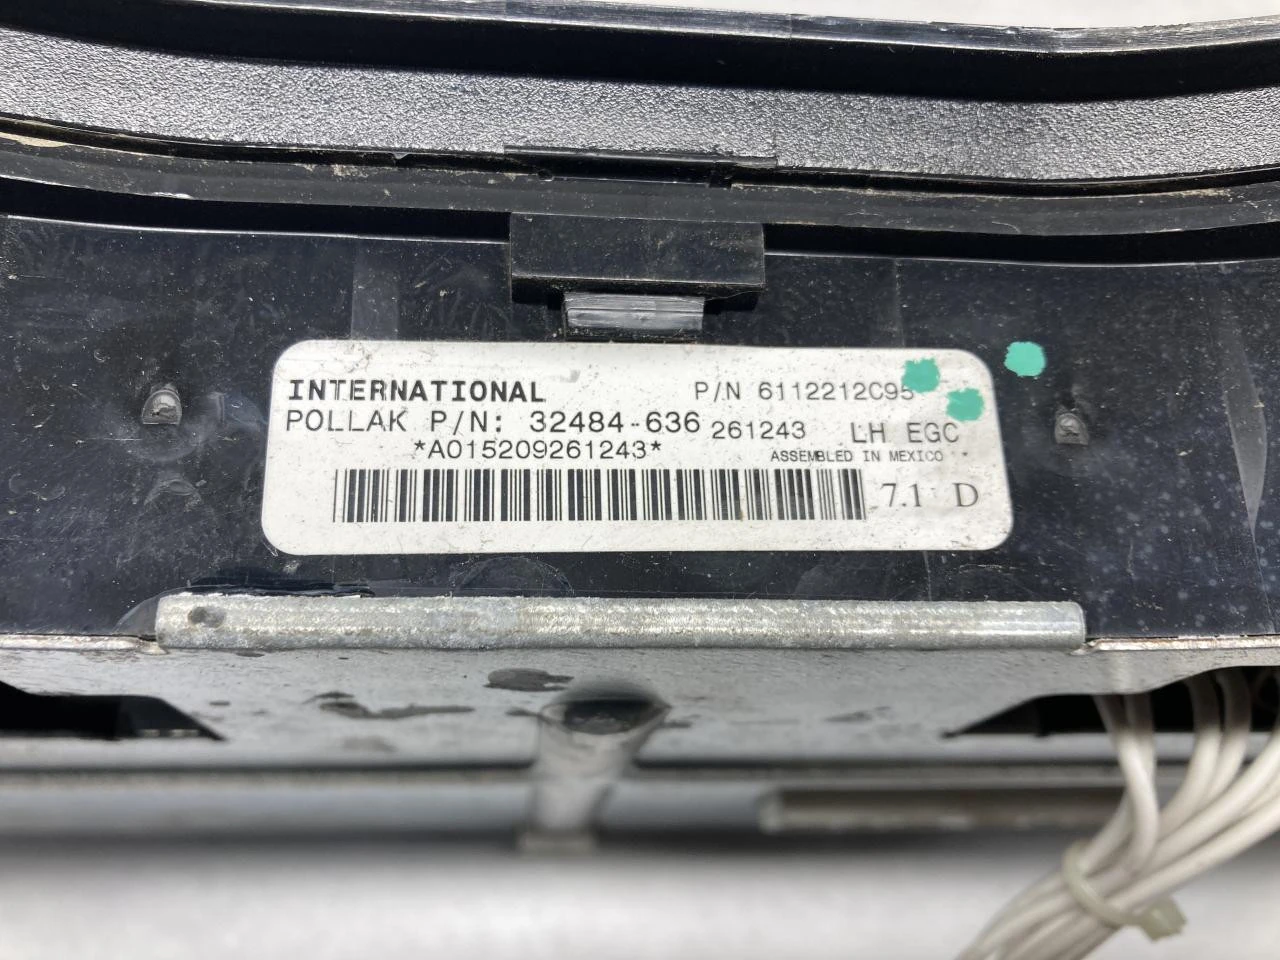 INTERNATIONAL P/N 6112212C95
POLLAK P/N: 32484-636 261243 LH EGC
*A015209261243* ASSEMBLED IN MEXICO
7.1 D